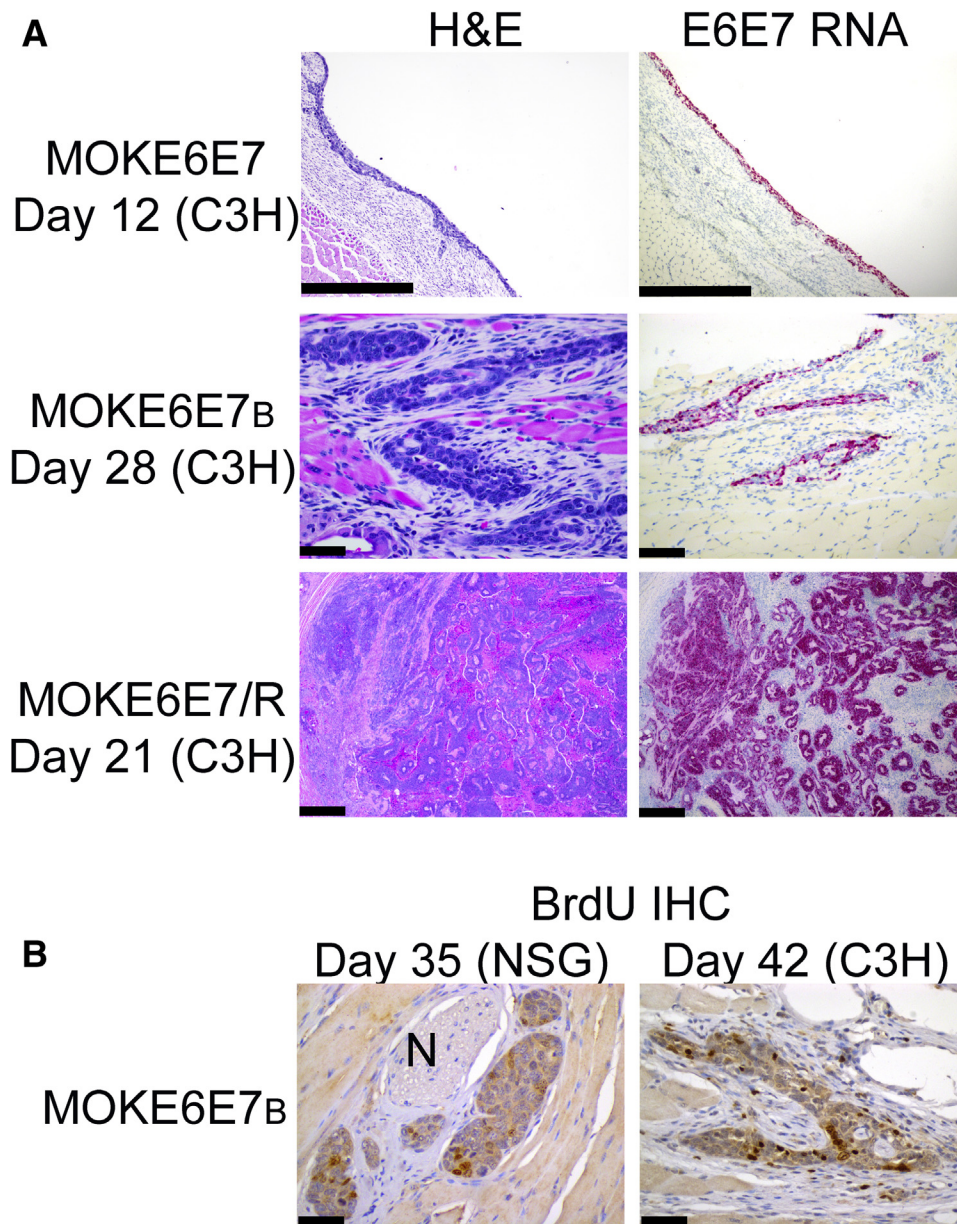 A
H&E
E6E7 RNA
MOKE6E7
Day 12 (C3H)
MOKE6E7B
Day 28 (C3H)
MOKE6E7/R
Day 21 (C3H)
B
BrdU IHC
Day 35 (NSG)
Day 42 (C3H)
N
MOKE6E7B